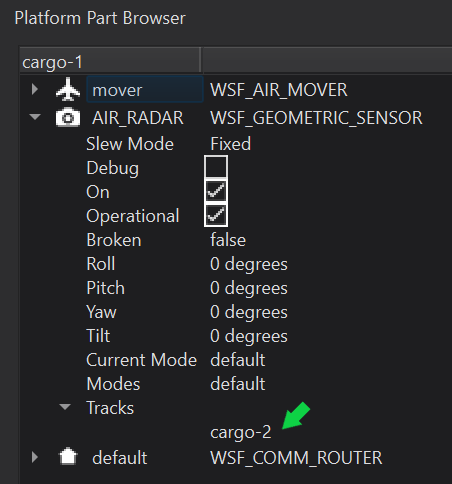 Platform Part Browser
cargo-1
mover WSF_AIR_MOVER
AIR_RADAR WSF_GEOMETRIC_SENSOR
Slew Mode Fixed
Debug
On
Operational
Broken false
Roll 0 degrees
Pitch 0 degrees
Yaw 0 degrees
Tilt 0 degrees
Current Mode default
Modes default
Tracks
cargo-2
default WSF_COMM_ROUTER